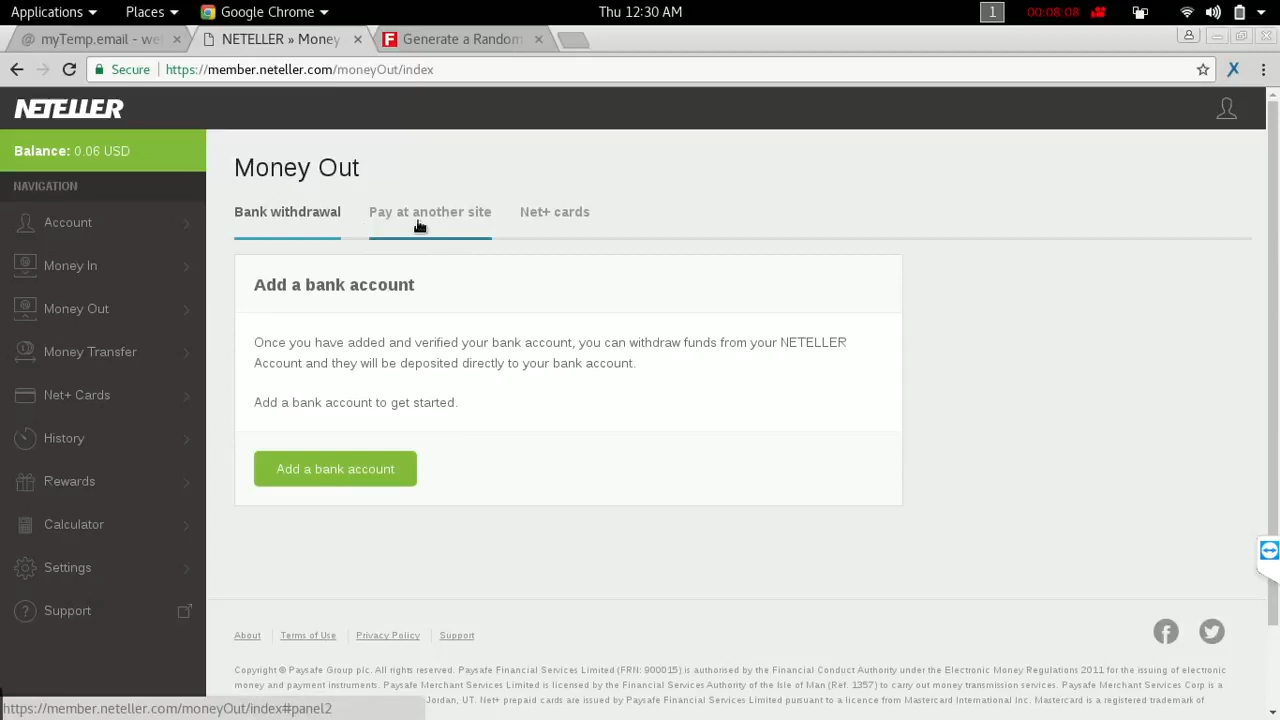 Applications
Places
Google Chrome
Thu 12:30 AM
1
00:08:08
@ myTemp.email - we
NETELLER » Money
F Generate a Random
Secure
https://member.neteller.com/moneyOut/index
X
NETELLER
Balance: 0.06 USD
NAVIGATION
Account
Money In
Money Out
Money Transfer
Net+ Cards
History
Rewards
Calculator
Settings
? Support
Money Out
Bank withdrawal
Pay at another site
Net+ cards
Add a bank account
Once you have added and verified your bank account, you can withdraw funds from your NETELLER
Account and they will be deposited directly to your bank account.
Add a bank account to get started.
Add a bank account
About
Terms of Use
Privacy Policy
Support
Copyright © Paysafe Group plc. All rights reserved. Paysafe Financial Services Limited (FRN: 900015) is authorised by the Financial Conduct Authority under the Electronic Money Regulations 2011 for the issuing of electronic
money and payment instruments. Paysafe Merchant Services Limited is licensed by the Financial Services Authority of the Isle of Man (Ref. 1357) to carry out money transmission services. Paysafe Merchant Services Corp is a
Jordan, UT. Net+ prepaid cards are issued by Paysafe Financial Services Limited pursuant to a licence from Mastercard International Inc. Mastercard is a registered trademark of
https://member.neteller.com/moneyOut/index#panel2